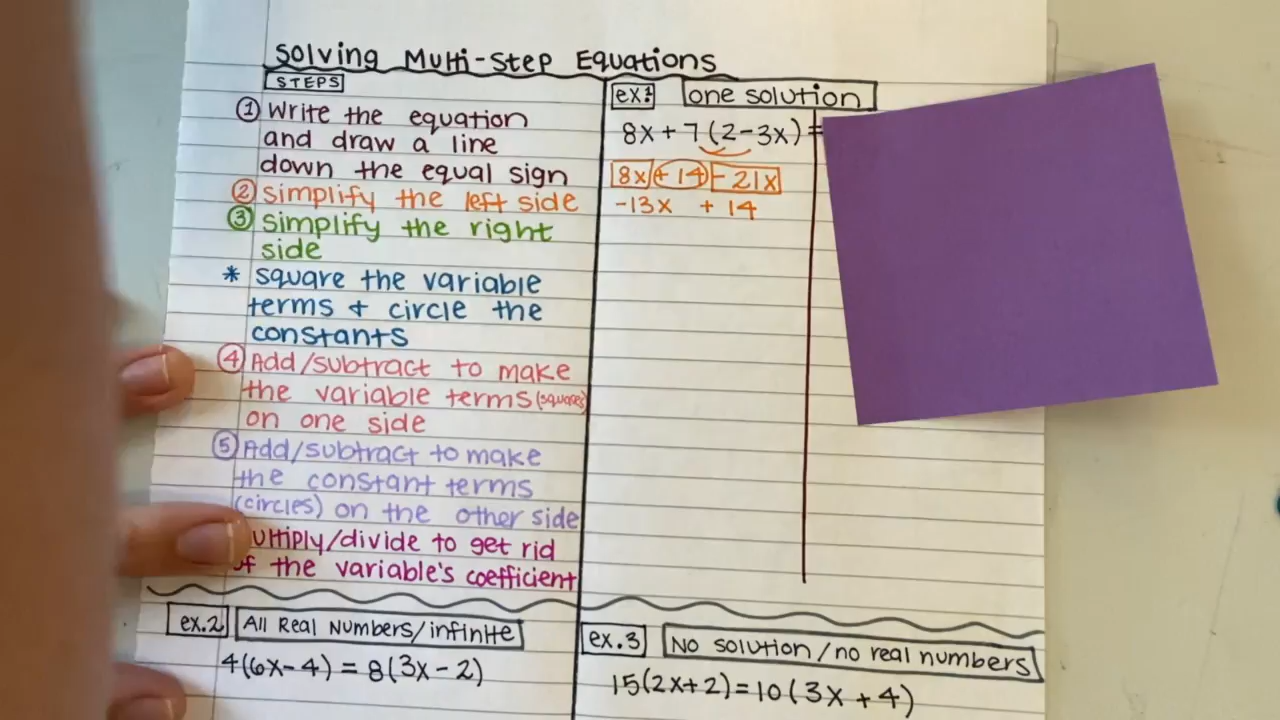 Solving Multi-Step Equations
STEPS
① Write the equation
and draw a line
down the equal sign
② simplify the left side
③ simplify the right
side
* square the variable
terms + circle the
constants
④ Add/subtract to make
the variable terms (squares)
on one side
⑤ Add/subtract to make
the constant terms
(circles) on the other side
ultiply/divide to get rid
of the variable's coefficient
ex: one solution
8x + 7(2-3x) =
8x + 14 - 21x
-13x + 14
ex.2 All Real Numbers/infinite
4(6x-4) = 8(3x-2)
ex.3 No solution/no real numbers
15(2x+2)=10(3x+4)